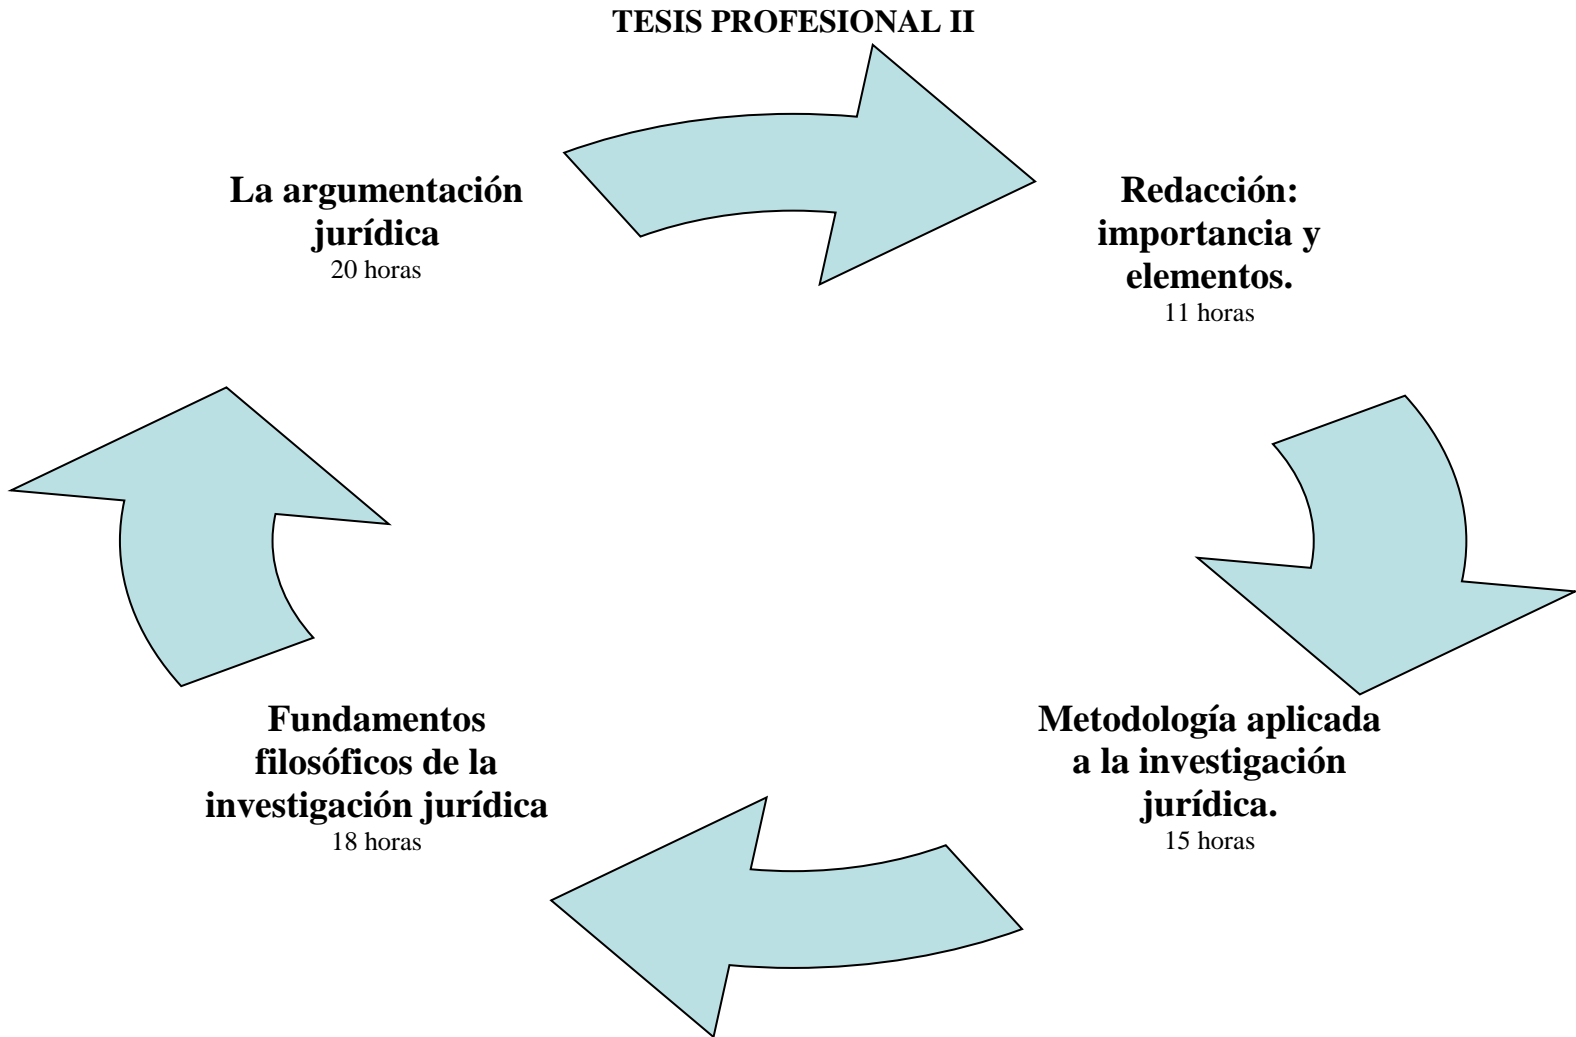 TESIS PROFESIONAL II
La argumentación
jurídica
20 horas
Redacción:
importancia y
elementos.
11 horas
Metodología aplicada
a la investigación
jurídica.
15 horas
Fundamentos
filosóficos de la
investigación jurídica
18 horas